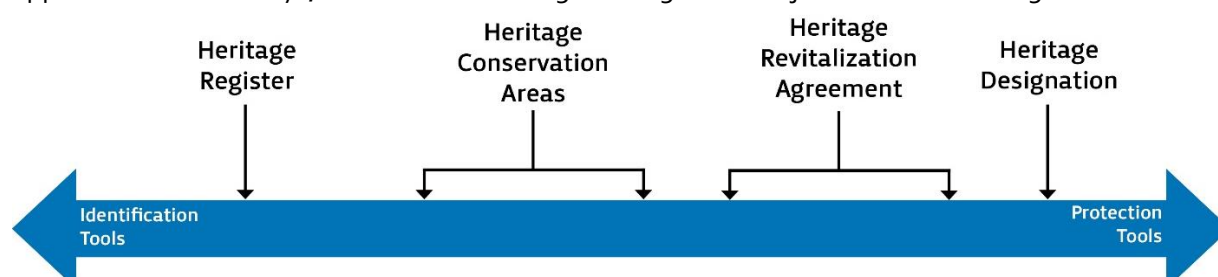 Heritage
Register
Heritage
Conservation
Areas
Heritage
Revitalization
Agreement
Heritage
Designation
Identification
Tools
Protection
Tools